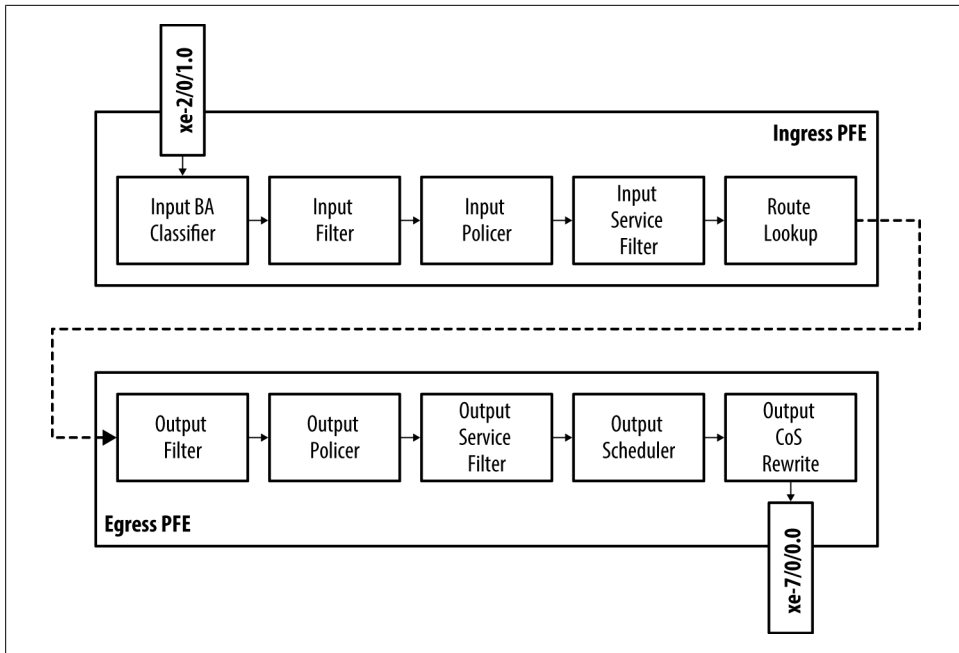 xe-2/0/1.0
Ingress PFE
Input BA
Classifier
Input
Filter
Input
Policer
Input
Service
Filter
Route
Lookup
Output
Filter
Output
Policer
Output
Service
Filter
Output
Scheduler
Output
CoS
Rewrite
Egress PFE
xe-7/0/0.0